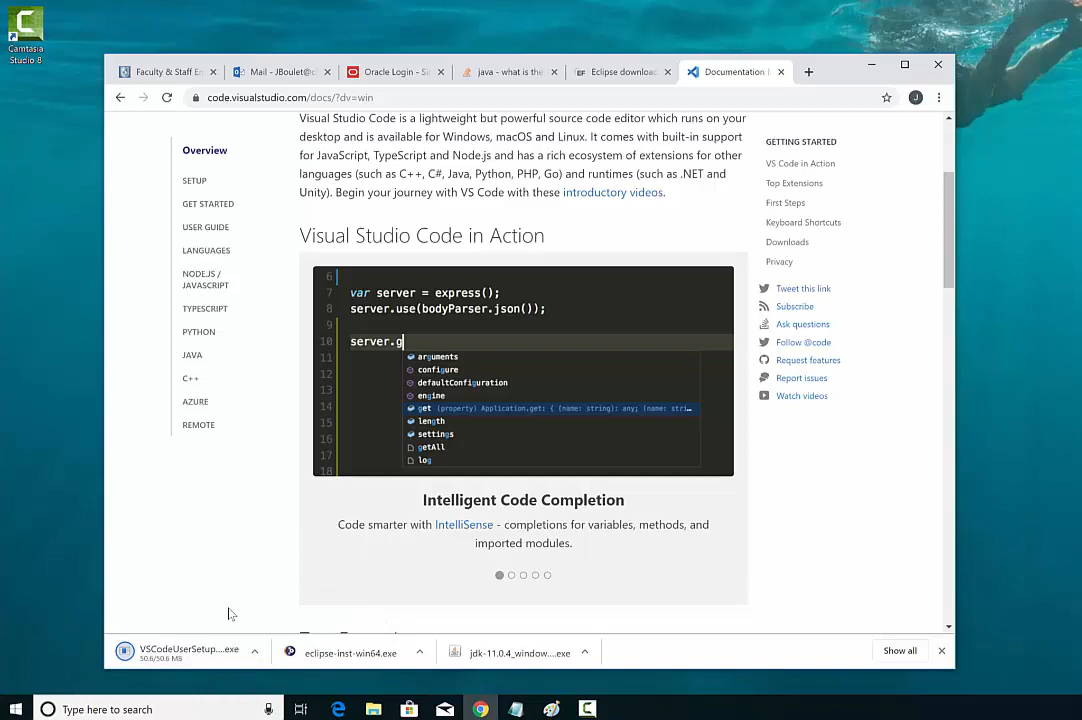 Camtasia
Studio 8
Faculty & Staff En
Mail - JBoulet@cl
Oracle Login - Sin
java - what is the
Eclipse download
Documentation
code.visualstudio.com/docs/?dv=win
J
Overview
SETUP
GET STARTED
USER GUIDE
LANGUAGES
NODE.JS /
JAVASCRIPT
TYPESCRIPT
PYTHON
JAVA
C++
AZURE
REMOTE
Visual Studio Code is a lightweight but powerful source code editor which runs on your
desktop and is available for Windows, macOS and Linux. It comes with built-in support
for JavaScript, TypeScript and Node.js and has a rich ecosystem of extensions for other
languages (such as C++, C#, Java, Python, PHP, Go) and runtimes (such as .NET and
Unity). Begin your journey with VS Code with these introductory videos.
Visual Studio Code in Action
6
7 var server = express();
8 server.use(bodyParser.json());
9
10 server.g
11 arguments
12 configure
defaultConfiguration
13 engine
14 get (property) Application.get: { (name: string): any; (name: stri…
15 length
16 settings
17 getAll
18 log
Intelligent Code Completion
Code smarter with IntelliSense - completions for variables, methods, and
imported modules.
GETTING STARTED
VS Code in Action
Top Extensions
First Steps
Keyboard Shortcuts
Downloads
Privacy
Tweet this link
Subscribe
Ask questions
Follow @code
Request features
Report issues
Watch videos
VSCodeUserSetup....exe
50.6/50.6 MB
eclipse-inst-win64.exe
jdk-11.0.4_window....exe
Show all
Type here to search